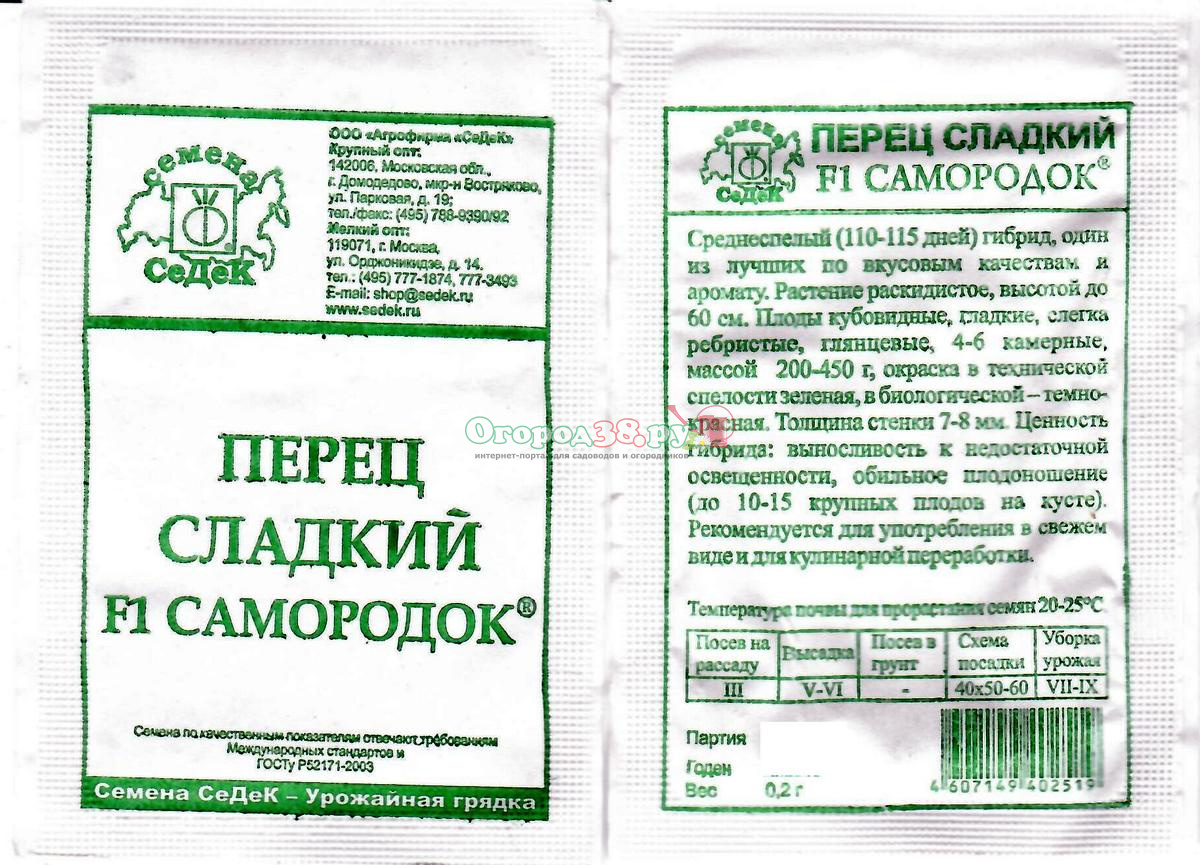 семена
СеДеК
ООО «Агрофирма «СеДеК»
Крупный опт:
142006, Московская обл.,
г. Домодедово, мкр-н Востряково,
ул. Парковая, д. 19;
тел./факс: (495) 788-9390/92
Мелкий опт:
119071, г. Москва,
ул. Орджоникидзе, д. 14.
тел.: (495) 777-1874, 777-3493
E-mail: shop@sedek.ru
www.sedek.ru
ПЕРЕЦ
СЛАДКИЙ
F1 САМОРОДОК®
Семена по качественным показателям отвечают требованиям
Международных стандартов и
ГОСТу Р52171-2003
Семена СеДеК – Урожайная грядка
семена
СеДеК
ПЕРЕЦ СЛАДКИЙ
F1 САМОРОДОК®
Среднеспелый (110-115 дней) гибрид, один
из лучших по вкусовым качествам и
аромату. Растение раскидистое, высотой до
60 см. Плоды кубовидные, гладкие, слегка
ребристые, глянцевые, 4-6 камерные,
массой 200-450 г, окраска в технической
спелости зеленая, в биологической – темно-
красная. Толщина стенки 7-8 мм. Ценность
гибрида: выносливость к недостаточной
освещенности, обильное плодоношение
(до 10-15 крупных плодов на кусте).
Рекомендуется для употребления в свежем
виде и для кулинарной переработки.
Температура почвы для прорастания семян 20-25°С
Посев на рассаду Высадка Посев в грунт Схема посадки Уборка урожая
III V-VI - 40х50-60 VII-IX
Партия
Годен
Вес 0,2 г
4 607149 402519
Огород38.ру
интернет-портал для садоводов и огородников